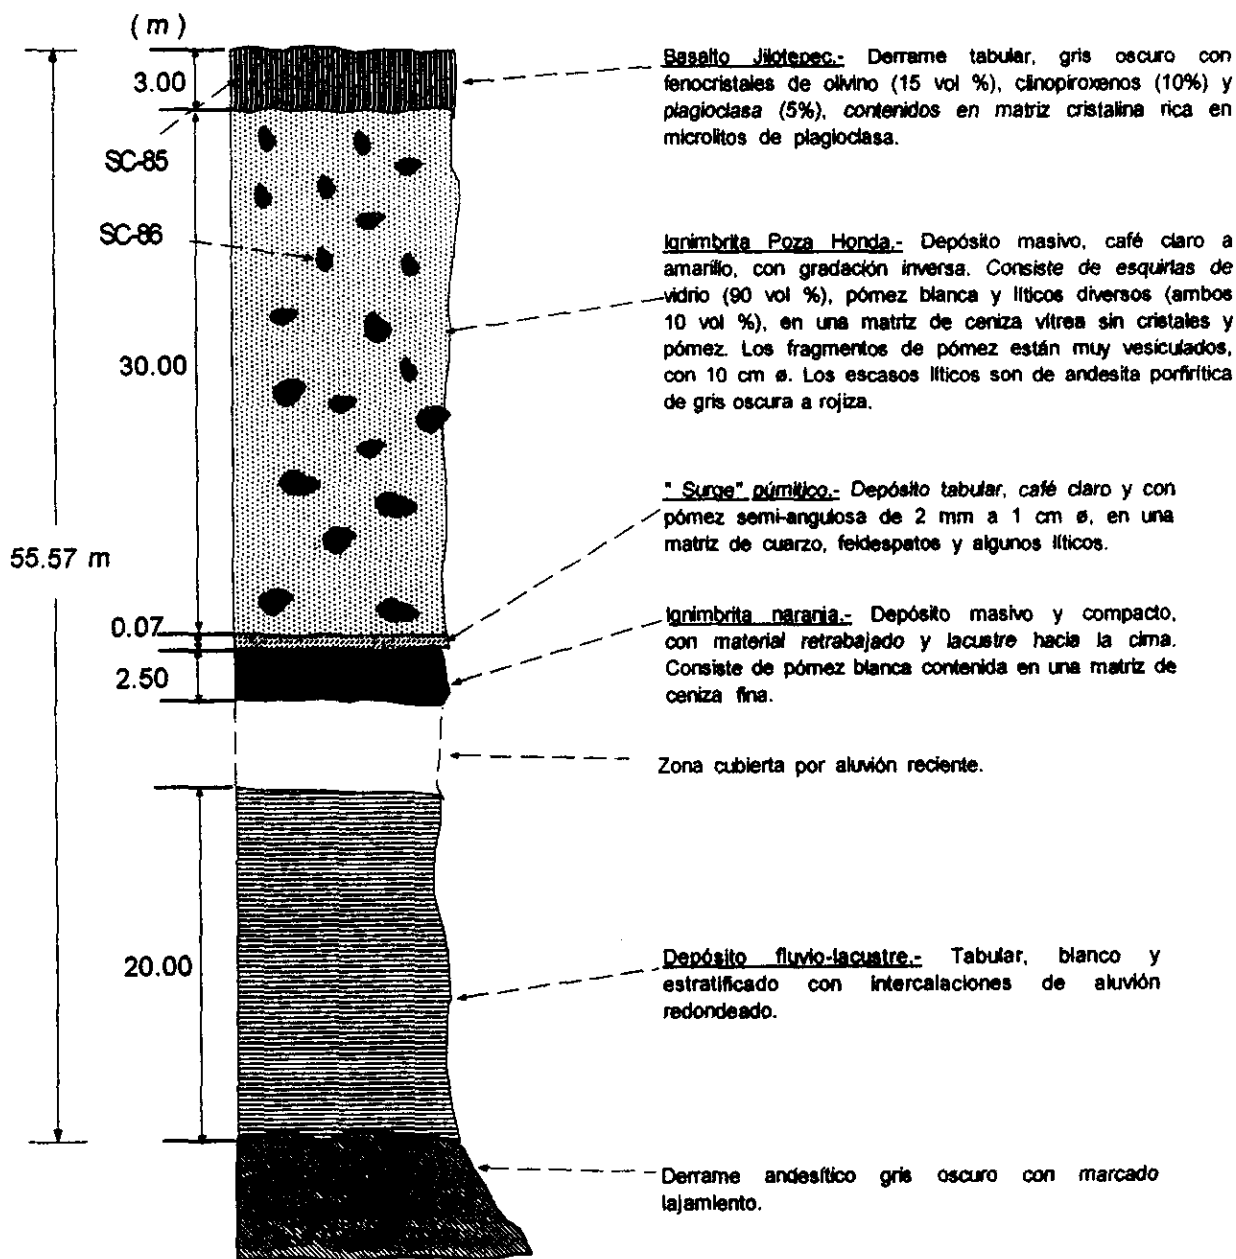 ( m )
3.00
SC-85
SC-86
30.00
55.57 m
0.07
2.50
20.00
Basalto Jilotepec.- Derrame tabular, gris oscuro con
fenocristales de olivino (15 vol %), clinopiroxenos (10%) y
plagioclasa (5%), contenidos en matriz cristalina rica en
microlitos de plagioclasa.
Ignimbrita Poza Honda.- Depósito masivo, café claro a
amarillo, con gradación inversa. Consiste de esquirlas de
vidrio (90 vol %), pómez blanca y líticos diversos (ambos
10 vol %), en una matriz de ceniza vítrea sin cristales y
pómez. Los fragmentos de pómez están muy vesiculados,
con 10 cm ø. Los escasos líticos son de andesita porfirítica
de gris oscura a rojiza.
" Surge" púmitico.- Depósito tabular, café claro y con
pómez semi-angulosa de 2 mm a 1 cm ø, en una
matriz de cuarzo, feldespatos y algunos líticos.
Ignimbrita naranja.- Depósito masivo y compacto,
con material retrabajado y lacustre hacia la cima.
Consiste de pómez blanca contenida en una matriz de
ceniza fina.
Zona cubierta por aluvión reciente.
Depósito fluvio-lacustre.- Tabular, blanco y
estratificado con intercalaciones de aluvión
redondeado.
Derrame andesítico gris oscuro con marcado
lajamiento.